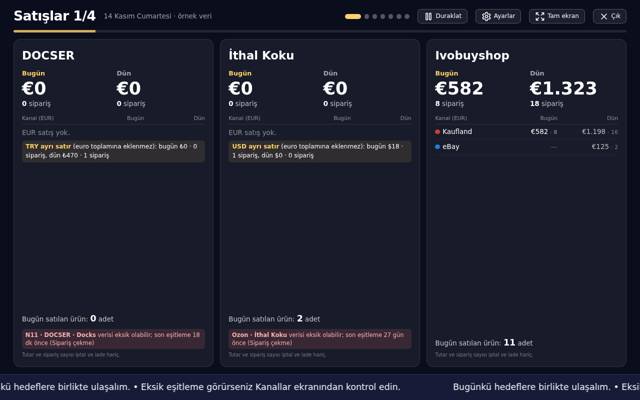 Satışlar 1/4
14 Kasım Cumartesi · örnek veri
Duraklat
Ayarlar
Tam ekran
Çık
DOCSER
Bugün
Dün
€0
€0
0 sipariş
0 sipariş
Kanal (EUR)
Bugün
Dün
EUR satış yok.
TRY ayrı satır (euro toplamına eklenmez): bugün ₺0 · 0
sipariş, dün ₺470 · 1 sipariş
Bugün satılan ürün: 0 adet
N11 · DOCSER · Docks verisi eksik olabilir; son eşitleme 18
dk önce (Sipariş çekme)
Tutar ve sipariş sayısı iptal ve iade hariç.
İthal Koku
Bugün
Dün
€0
€0
0 sipariş
0 sipariş
Kanal (EUR)
Bugün
Dün
EUR satış yok.
USD ayrı satır (euro toplamına eklenmez): bugün $18 ·
1 sipariş, dün $0 · 0 sipariş
Bugün satılan ürün: 2 adet
Ozon · İthal Koku verisi eksik olabilir; son eşitleme 27 gün
önce (Sipariş çekme)
Tutar ve sipariş sayısı iptal ve iade hariç.
Ivobuyshop
Bugün
Dün
€582
€1.323
8 sipariş
18 sipariş
Kanal (EUR)
Bugün
Dün
Kaufland €582 · 8 €1.198 · 16
eBay — €125 · 2
Bugün satılan ürün: 11 adet
Tutar ve sipariş sayısı iptal ve iade hariç.
kü hedeflere birlikte ulaşalım. • Eksik eşitleme görürseniz Kanallar ekranından kontrol edin.
Bugünkü hedeflere birlikte ulaşalım. • Eksi